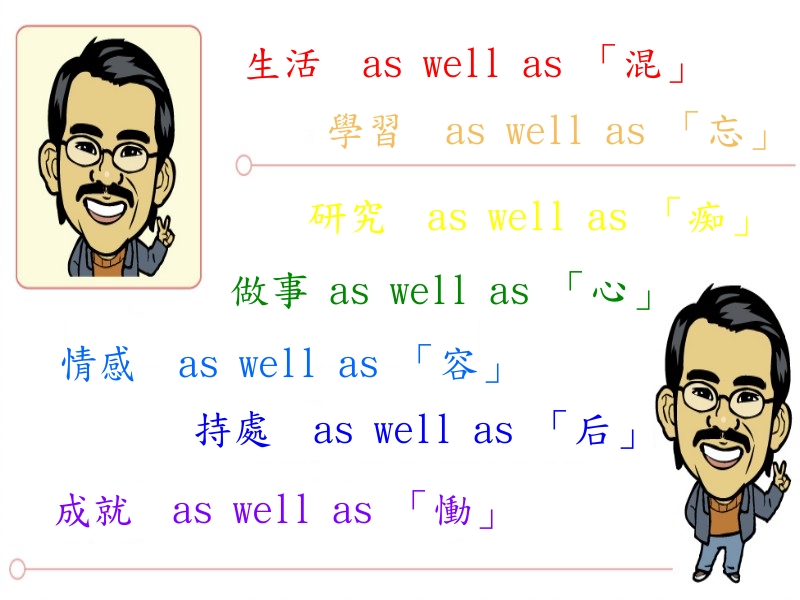 生活 as well as 「混」
學習 as well as 「忘」
研究 as well as 「痴」
做事 as well as 「心」
情感 as well as 「容」
持處 as well as 「后」
成就 as well as 「慟」